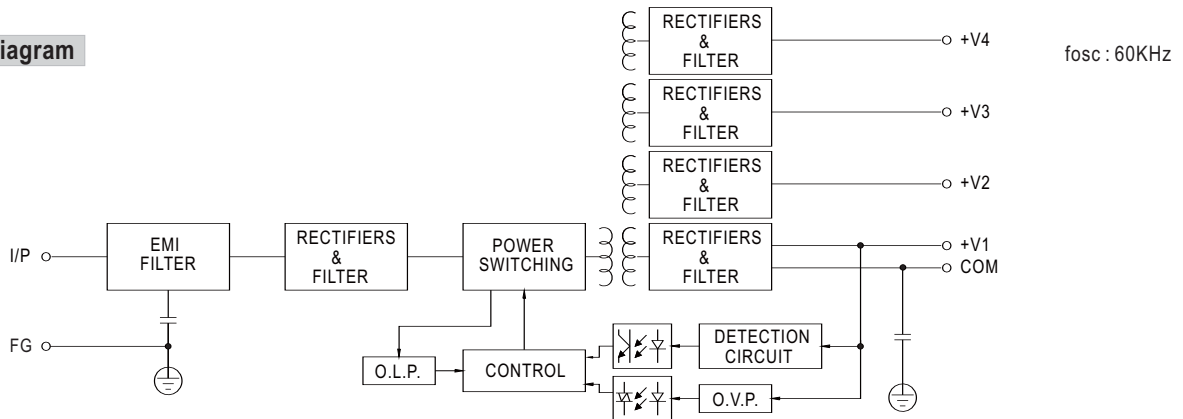 iagram
RECTIFIERS
&
FILTER
+V4
fosc : 60KHz
RECTIFIERS
&
FILTER
+V3
RECTIFIERS
&
FILTER
+V2
I/P
EMI
FILTER
RECTIFIERS
&
FILTER
POWER
SWITCHING
RECTIFIERS
&
FILTER
+V1
COM
FG
O.L.P.
CONTROL
DETECTION
CIRCUIT
O.V.P.